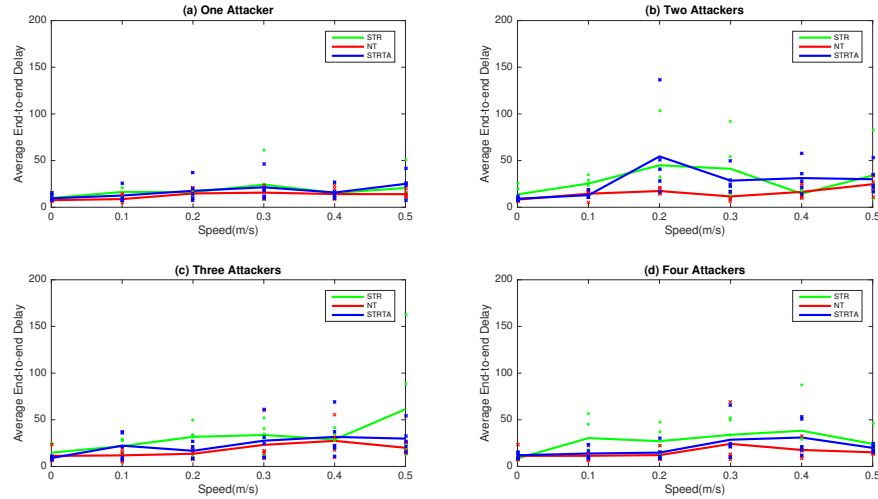 (a) One Attacker
200
150
100
50
0
Average End-to-end Delay
0 0.1 0.2 0.3 0.4 0.5
Speed(m/s)
STR
NT
STRTA
(b) Two Attackers
200
150
100
50
0
Average End-to-end Delay
0 0.1 0.2 0.3 0.4 0.5
Speed(m/s)
STR
NT
STRTA
(c) Three Attackers
200
150
100
50
0
Average End-to-end Delay
0 0.1 0.2 0.3 0.4 0.5
Speed(m/s)
STR
NT
STRTA
(d) Four Attackers
200
150
100
50
0
Average End-to-end Delay
0 0.1 0.2 0.3 0.4 0.5
Speed(m/s)
STR
NT
STRTA